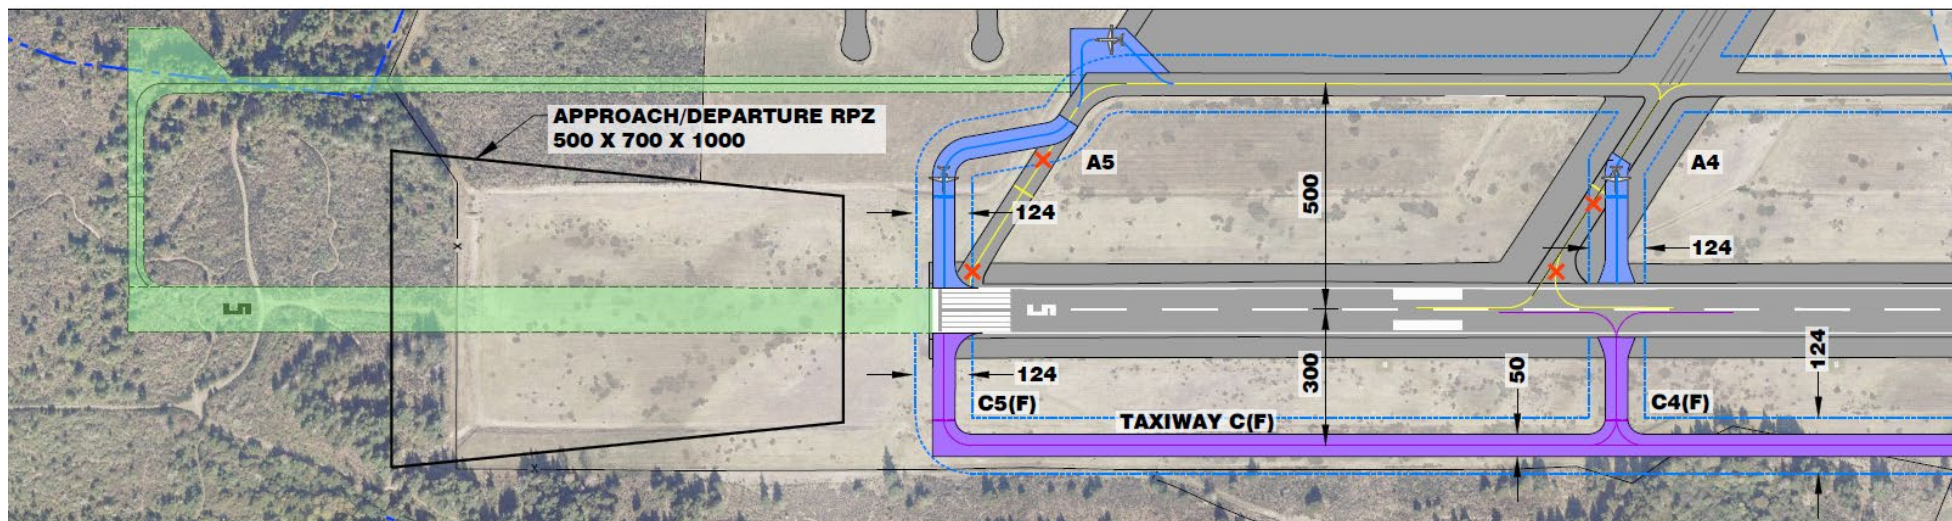 APPROACH/DEPARTURE RPZ
500 X 700 X 1000
A5
A4
124
500
124
5
5
300
124
50
124
C5(F)
C4(F)
TAXIWAY C(F)
X
X